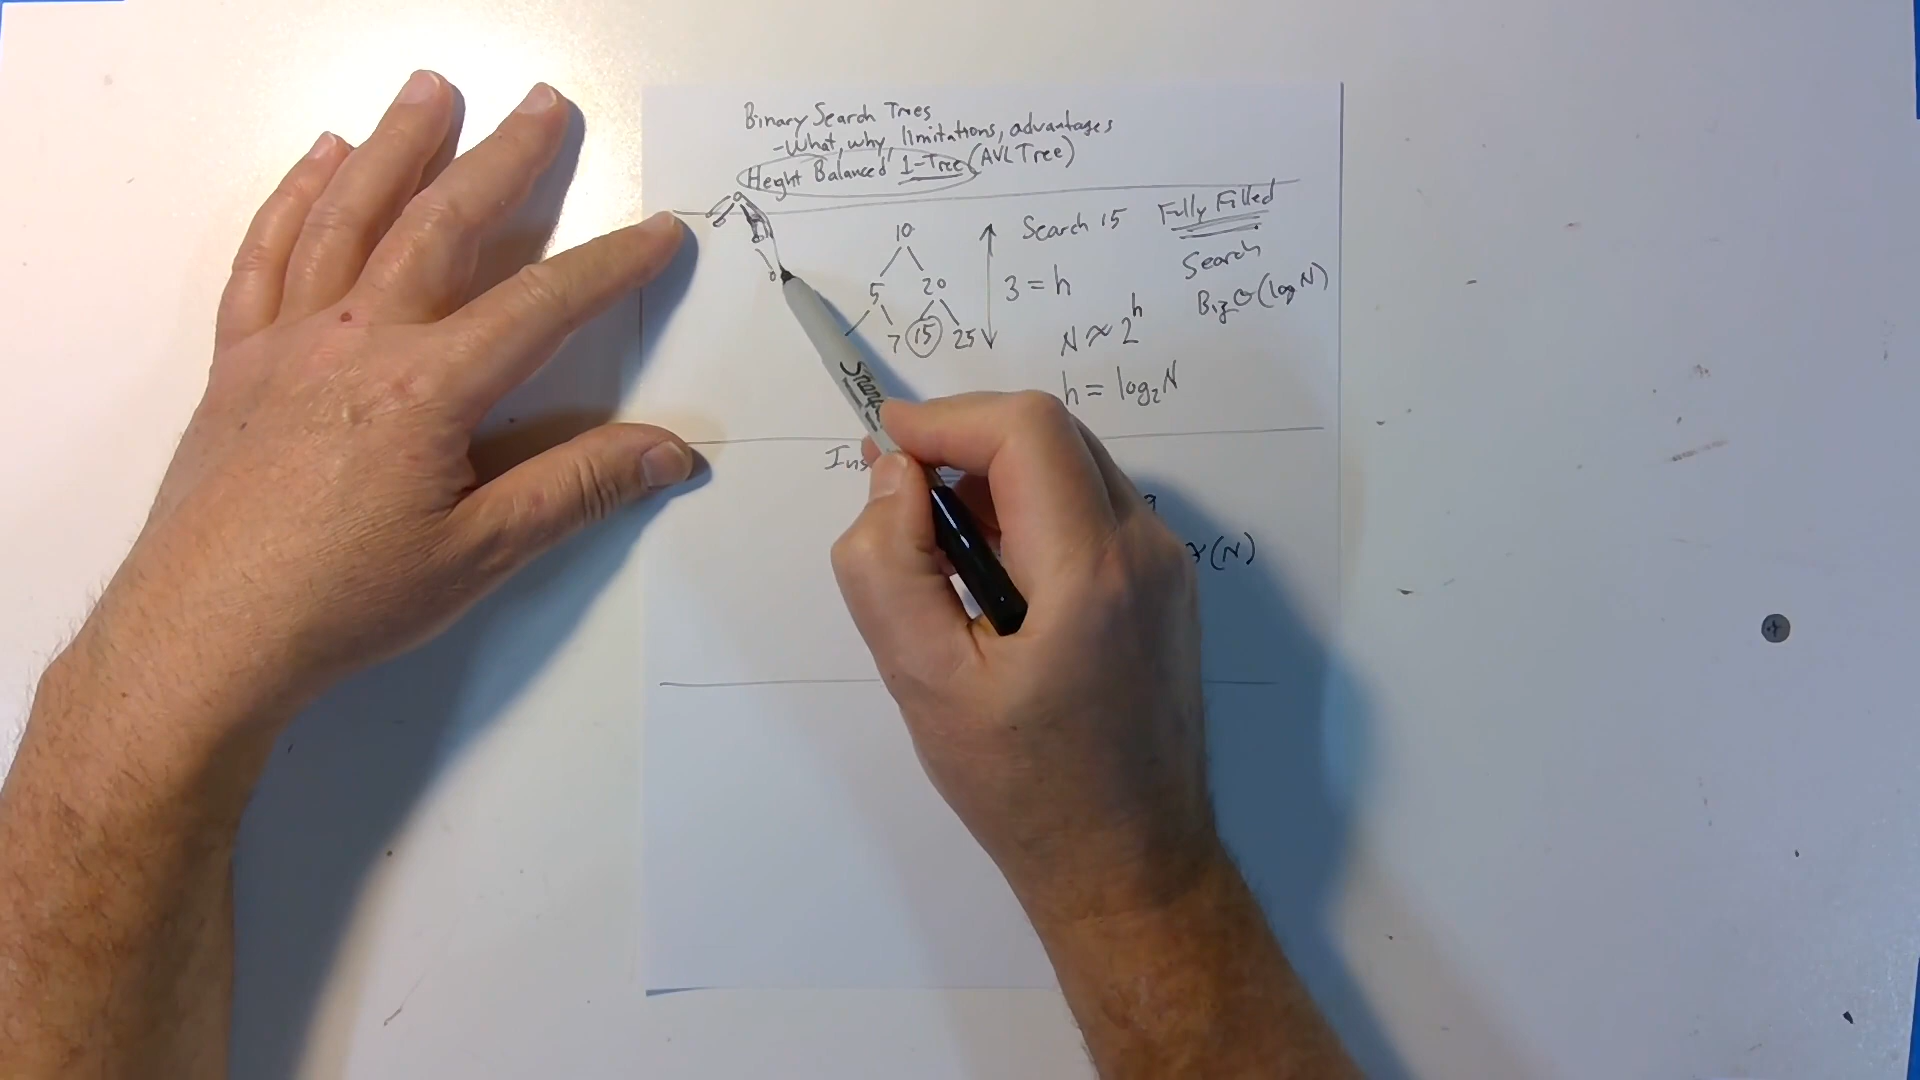 Binary Search Trees
- What, why, limitations, advantages
Height Balanced 1-Tree (AVL Tree)
10
5 20
7 15 25
3 = h
Search 15
N ≈ 2^h
h = log₂N
Fully Filled
Search
Big O(log N)
Ins
(N)
Sharp